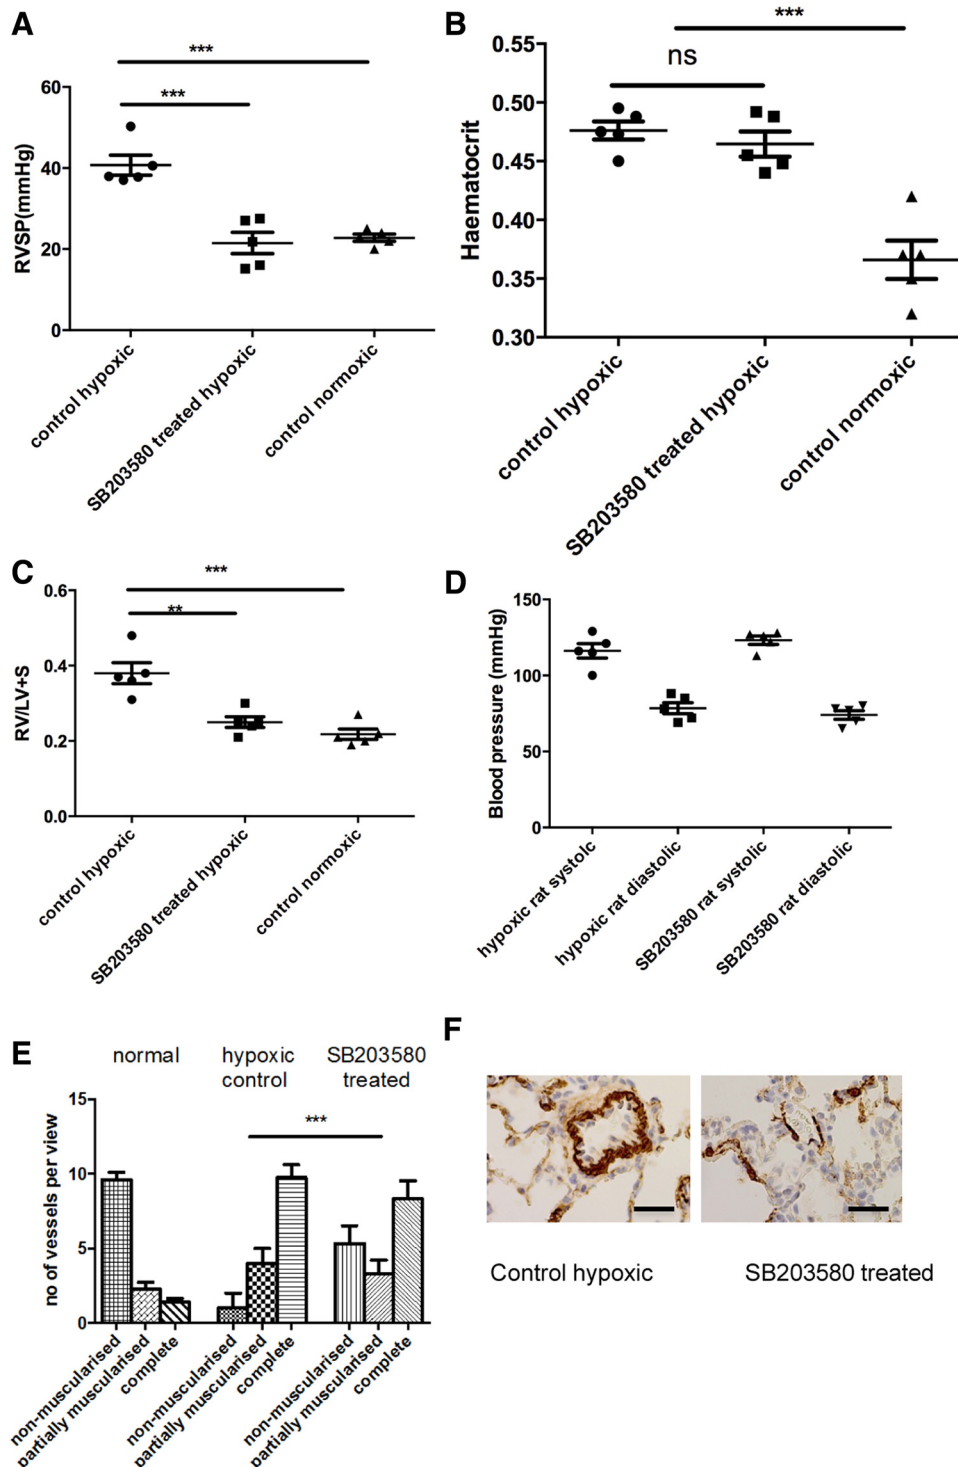 A
***
***
RVSP(mmHg)
60
40
20
0
control hypoxic
SB203580 treated hypoxic
control normoxic
B
***
ns
Haematocrit
0.55
0.50
0.45
0.40
0.35
0.30
control hypoxic
SB203580 treated hypoxic
control normoxic
C
***
**
RV/LV+S
0.6
0.4
0.2
0.0
control hypoxic
SB203580 treated hypoxic
control normoxic
D
Blood pressure (mmHg)
150
100
50
0
hypoxic rat systolc
hypoxic rat diastolic
SB203580 rat systolic
SB203580 rat diastolic
E
normal
hypoxic
control
SB203580
treated
***
no of vessels per view
15
10
5
0
non-muscularised
partially muscularised
complete
non-muscularised
partially muscularised
complete
non-muscularised
partially muscularised
complete
F
Control hypoxic
SB203580 treated